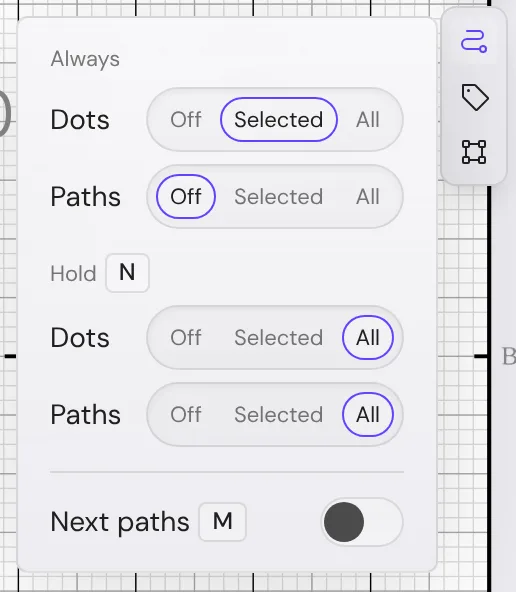 Always
Dots Off Selected All
Paths Off Selected All
Hold N
Dots Off Selected All
Paths Off Selected All
Next paths M
B